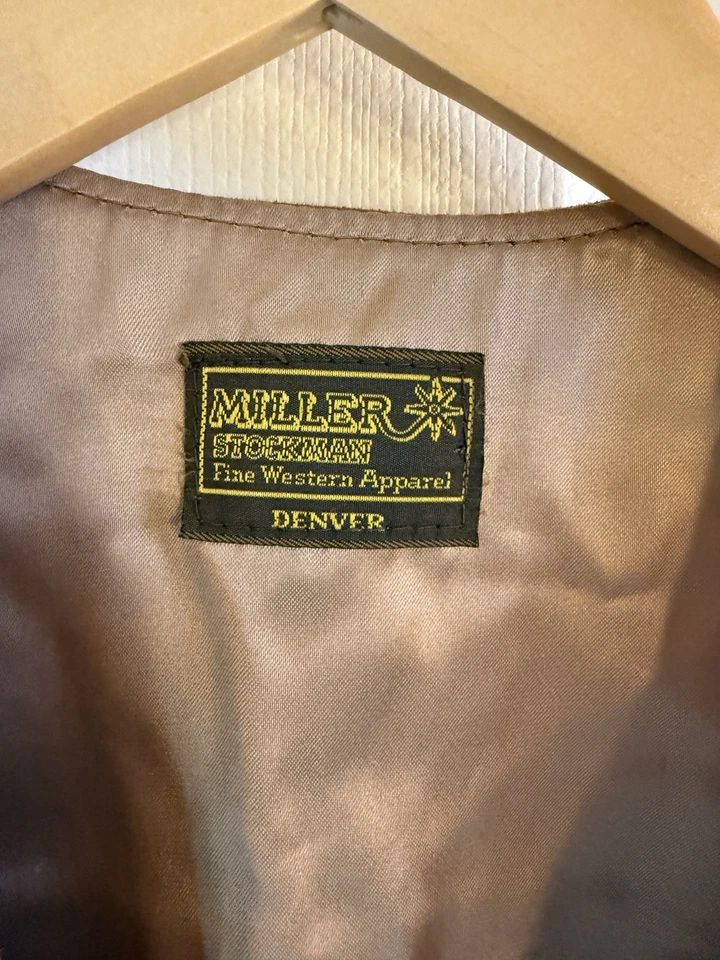 MILLER
STOCKMAN
Fine Western Apparel
DENVER